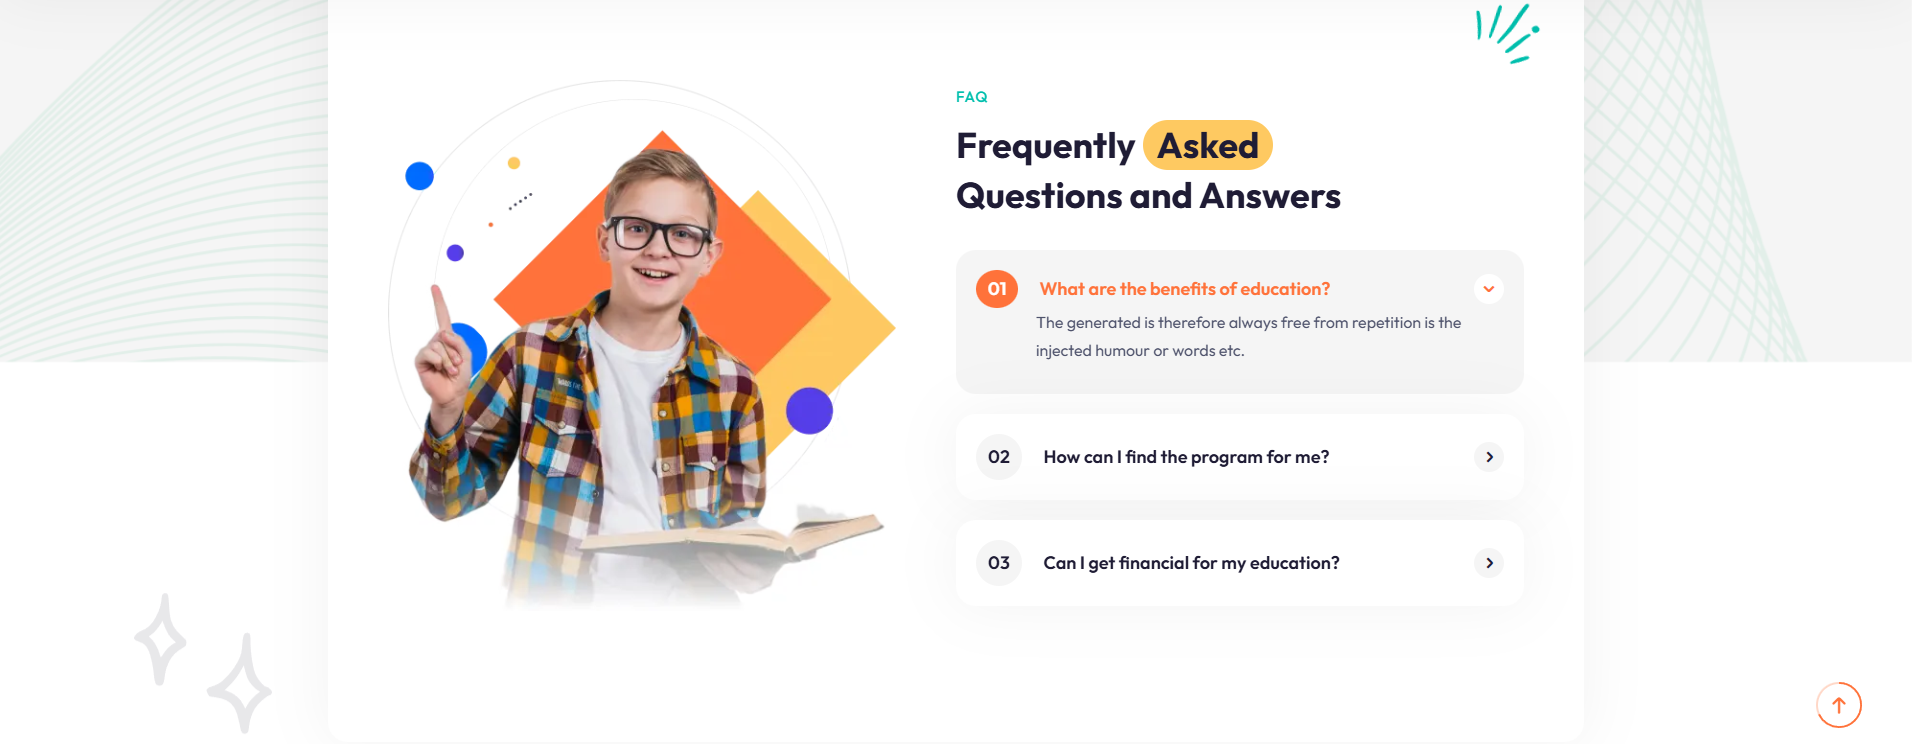 FAQ
Frequently Asked
Questions and Answers
01 What are the benefits of education?
The generated is therefore always free from repetition is the
injected humour or words etc.
02 How can I find the program for me?
03 Can I get financial for my education?